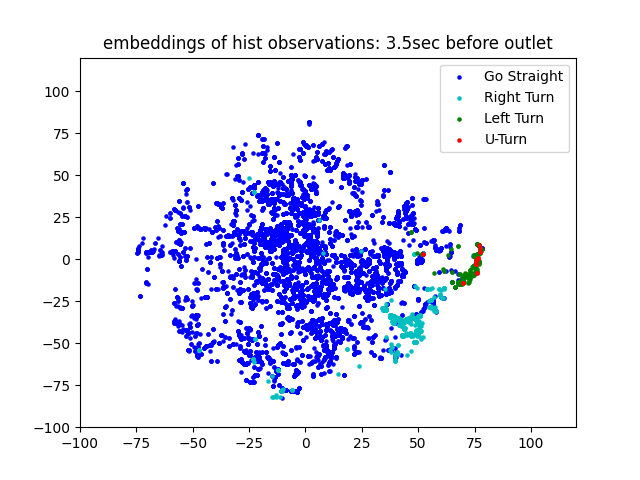 embeddings of hist observations: 3.5sec before outlet
Go Straight
Right Turn
Left Turn
U-Turn
100
75
50
25
0
−25
−50
−75
−100
−100 −75 −50 −25 0 25 50 75 100